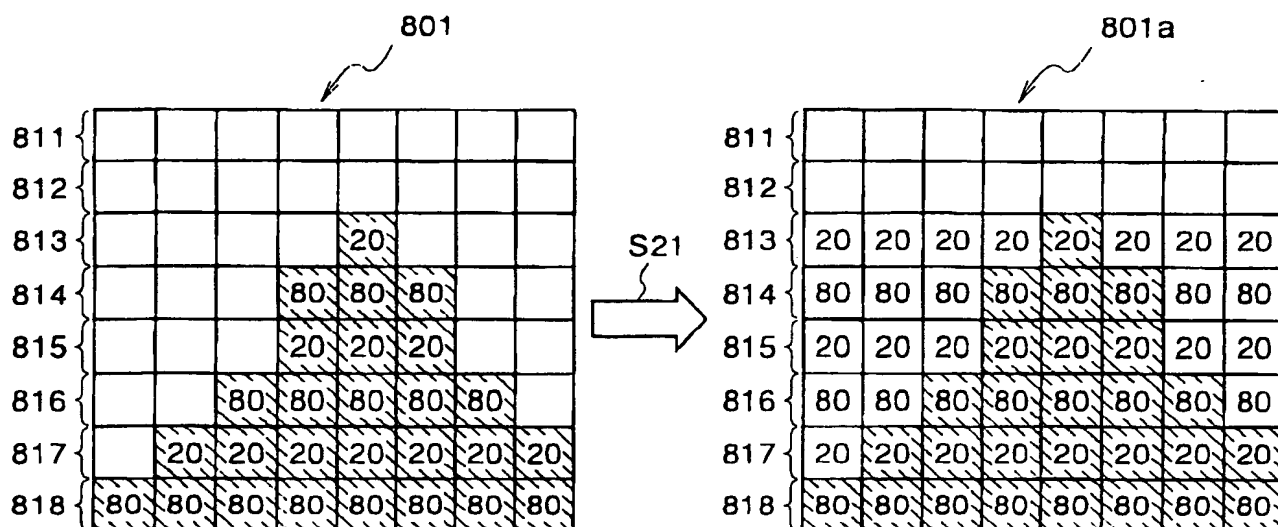 801 801a
811 811
812 812
813 20 813 20 20 20 20 20 20 20 20
S21
814 80 80 80 814 80 80 80 80 80 80 80 80
815 20 20 20 815 20 20 20 20 20 20 20 20
816 80 80 80 80 80 816 80 80 80 80 80 80 80 80
817 20 20 20 20 20 20 20 817 20 20 20 20 20 20 20 20
818 80 80 80 80 80 80 80 80 818 80 80 80 80 80 80 80 80